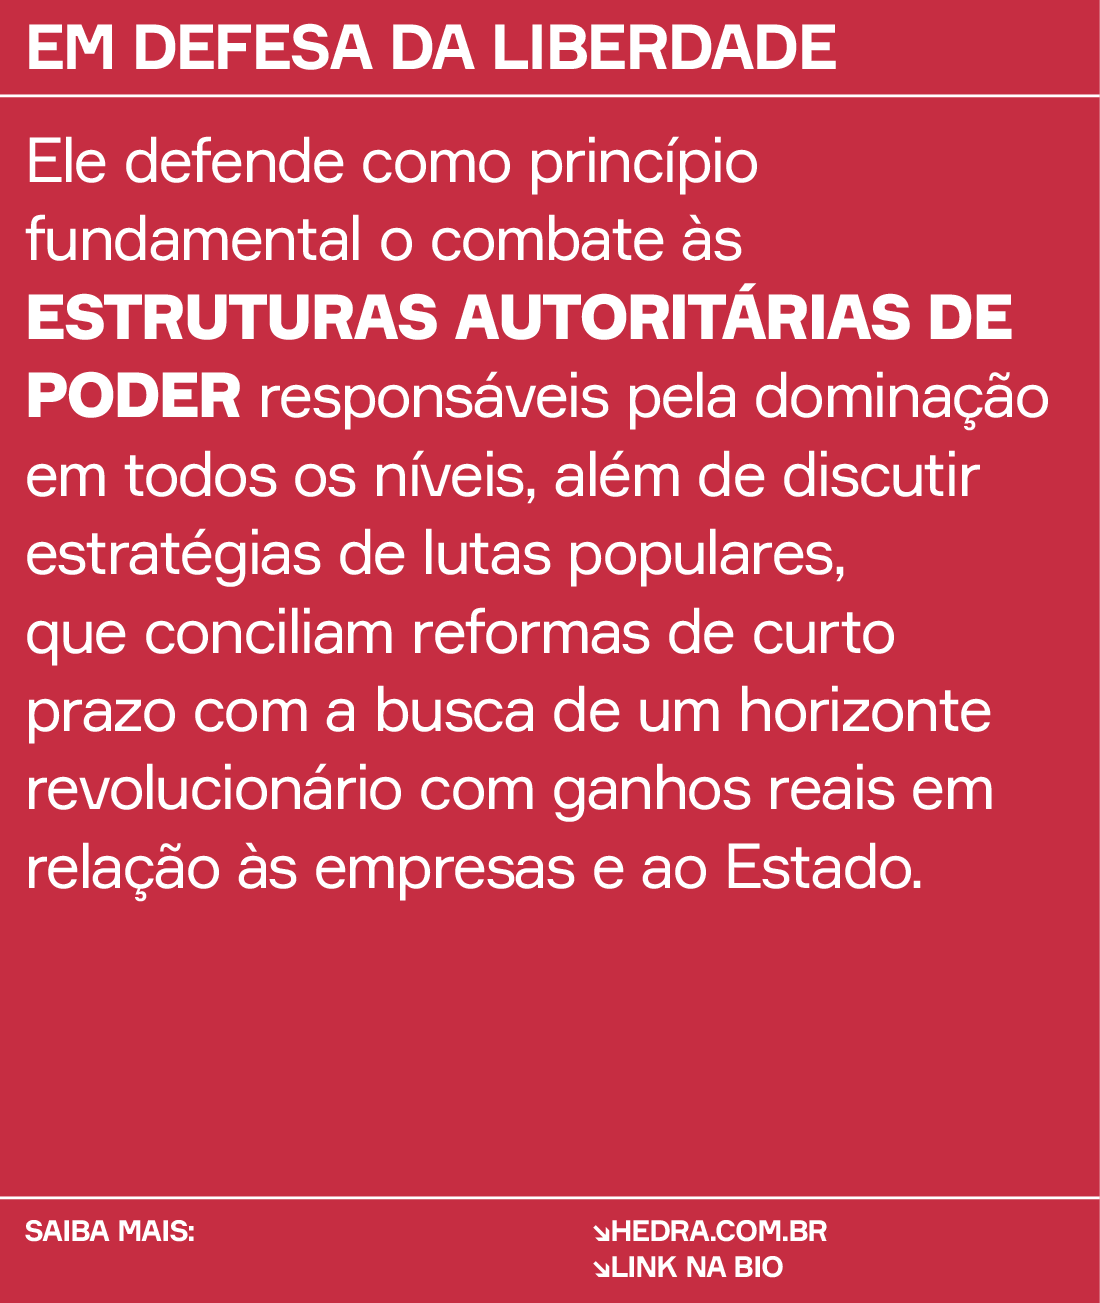 EM DEFESA DA LIBERDADE
Ele defende como princípio
fundamental o combate às
ESTRUTURAS AUTORITÁRIAS DE
PODER responsáveis pela dominação
em todos os níveis, além de discutir
estratégias de lutas populares,
que conciliam reformas de curto
prazo com a busca de um horizonte
revolucionário com ganhos reais em
relação às empresas e ao Estado.
SAIBA MAIS:
↘HEDRA.COM.BR
↘LINK NA BIO